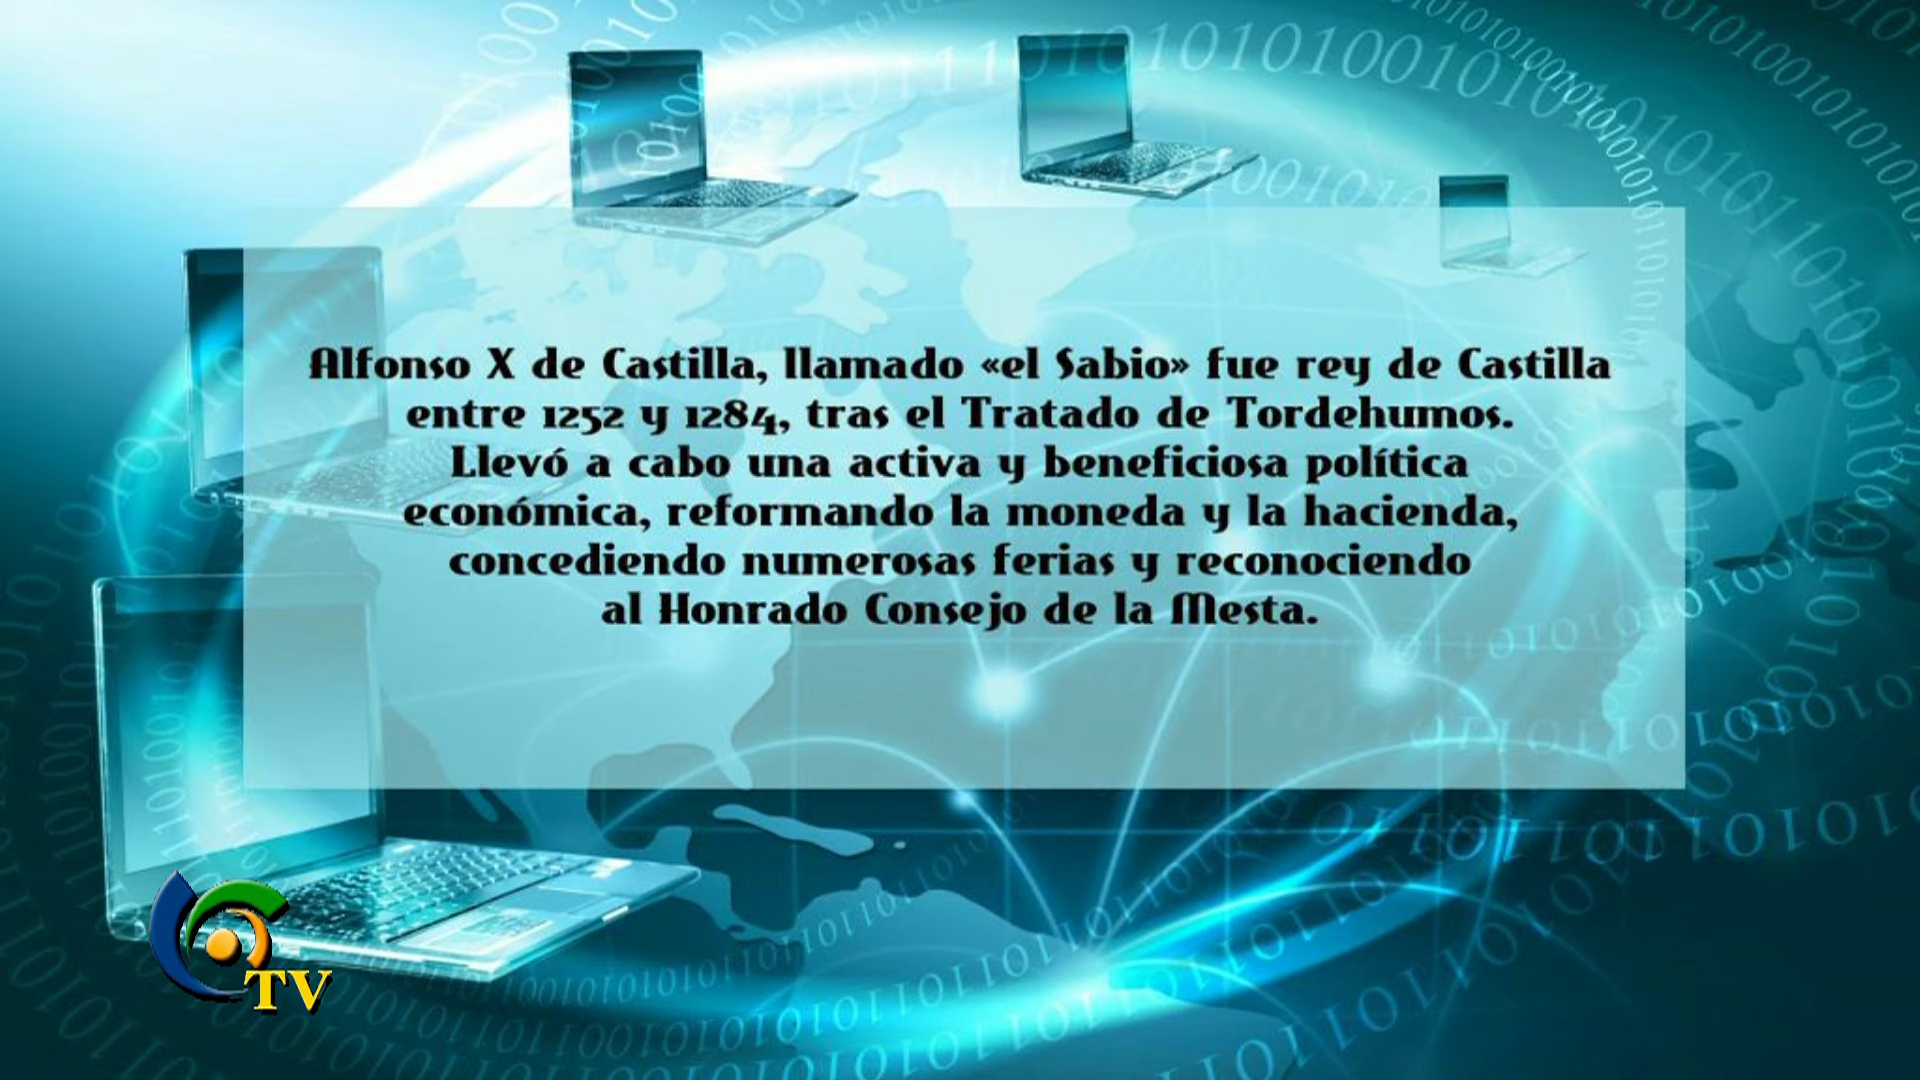 Alfonso X de Castilla, llamado «el Sabio» fue rey de Castilla
entre 1252 y 1284, tras el Tratado de Tordehumos.
Llevó a cabo una activa y beneficiosa política
económica, reformando la moneda y la hacienda,
concediendo numerosas ferias y reconociendo
al Honrado Consejo de la Mesta.
TV